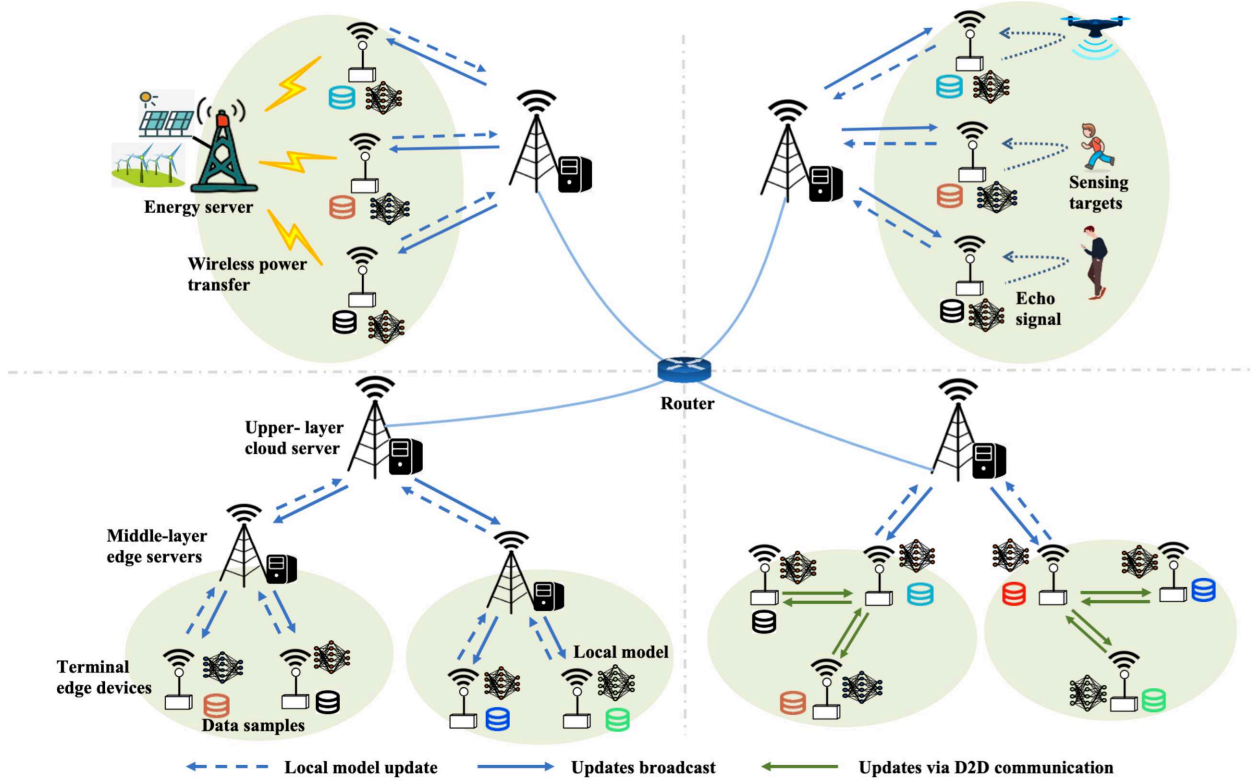 Energy server
Wireless power
transfer
Sensing
targets
Echo
signal
Router
Upper- layer
cloud server
Middle-layer
edge servers
Terminal
edge devices
Local model
Data samples
Local model update
Updates broadcast
Updates via D2D communication